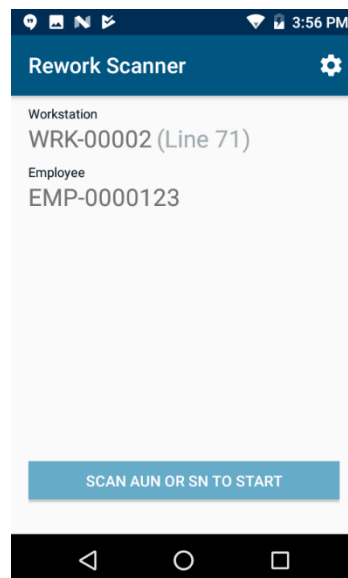 3:56 PM
Rework Scanner
Workstation
WRK-00002 (Line 71)
Employee
EMP-0000123
SCAN AUN OR SN TO START